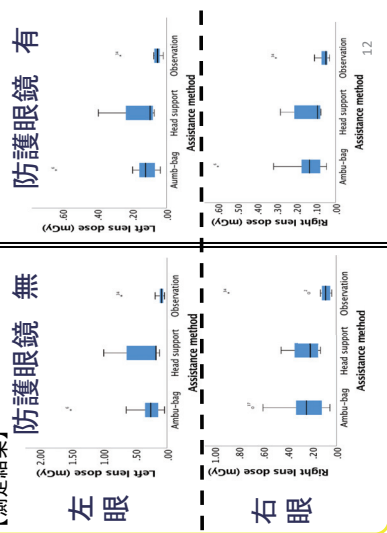 【測定結果】
防護眼鏡 無
防護眼鏡 有
左眼
Left lens dose (mGy)
2.00
1.50
1.00
.50
.00
Ambu-bag
Head support
Observation
Assistance method
Left lens dose (mGy)
.60
.40
.20
.00
Aumb-bag
Head support
Observation
Assistance method
右眼
Right lens dose (mGy)
1.00
.80
.60
.40
.20
.00
Ambu-bag
Head support
Observation
Assistance method
Right lens dose (mGy)
.60
.50
.40
.30
.20
.10
.00
Ambu-bag
Head support
Observation
Assistance method
12